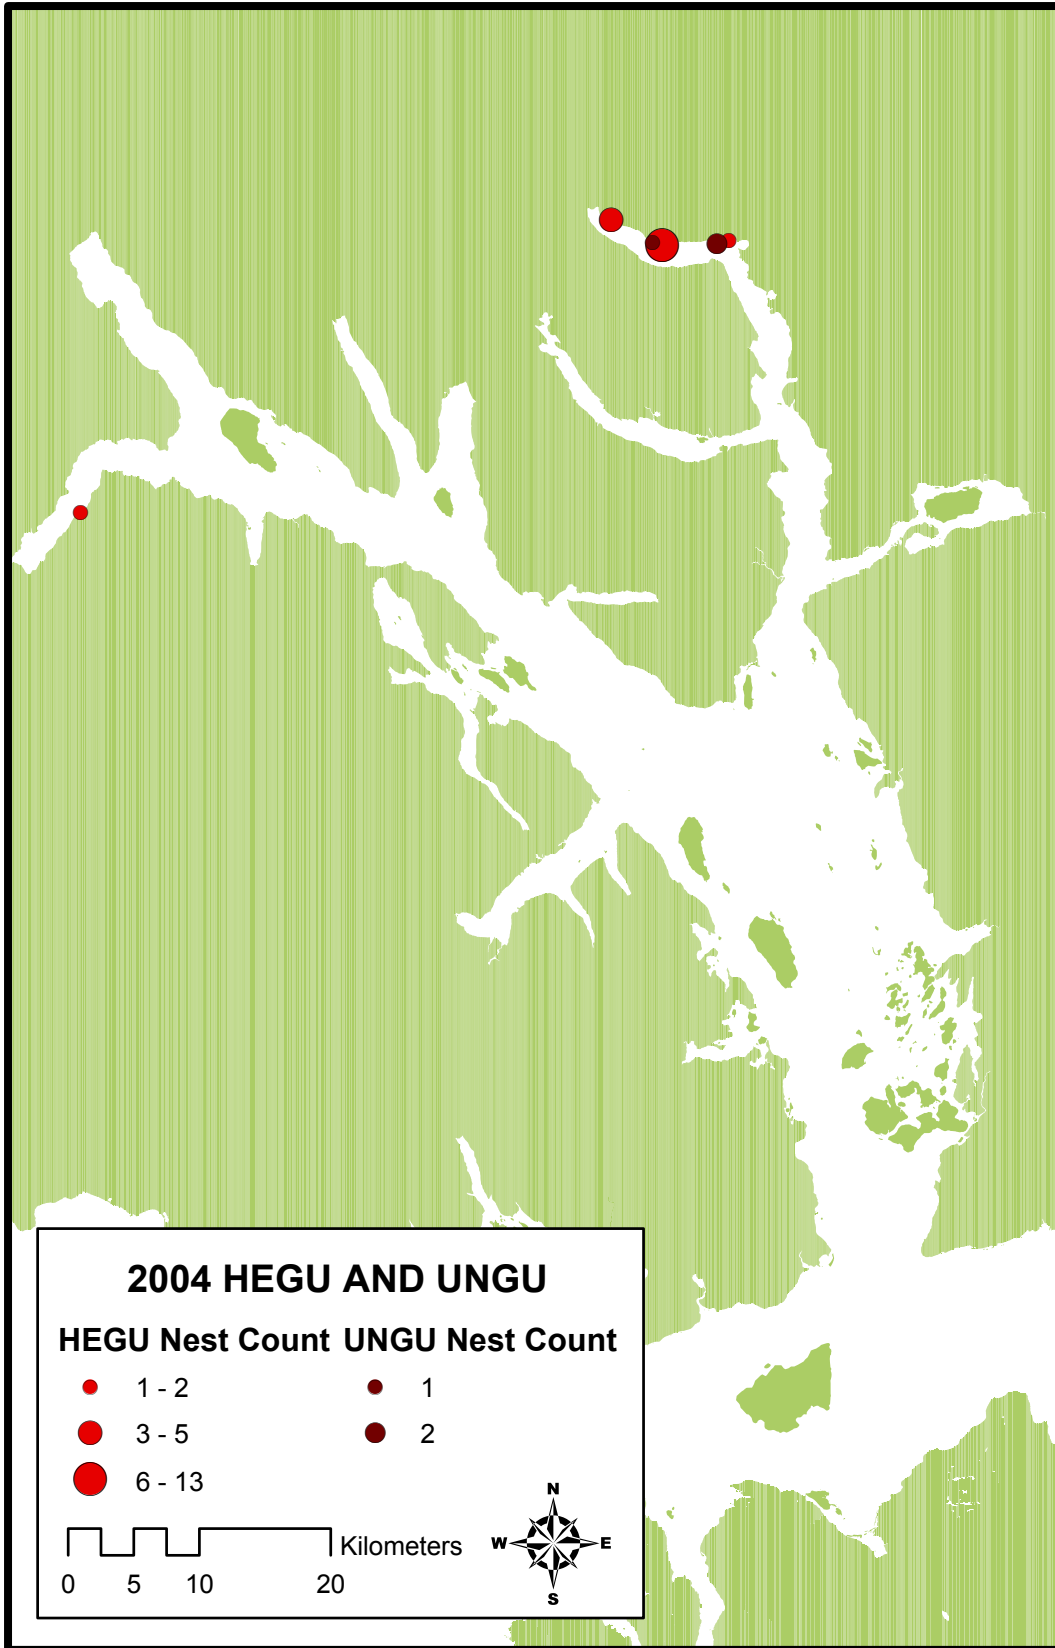 2004 HEGU AND UNGU
HEGU Nest Count UNGU Nest Count
1 - 2 1
3 - 5 2
6 - 13
N
W E
S
Kilometers
0 5 10 20